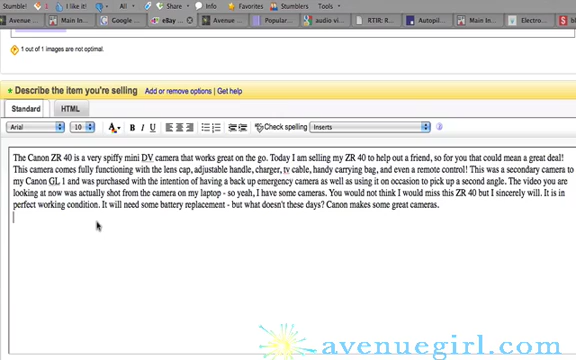 Stumble! I like it! All Share Info Favorites Stumblers Tools
Main In Google eBay Avenue Popular audio vi RTIR: RT Autopil Main In Electro
1 out of 1 images are not optimal.
Describe the item you're selling Add or remove options | Get help
Standard HTML
Arial 10 A B I U Check spelling Inserts
The Canon ZR 40 is a very spiffy mini DV camera that works great on the go. Today I am selling my ZR 40 to help out a friend, so for you that could mean a great deal!
This camera comes fully functioning with the lens cap, adjustable handle, charger, tv cable, handy carrying bag, and even a remote control! This was a secondary camera to
my Canon GL 1 and was purchased with the intention of having a back up emergency camera as well as using it on occasion to pick up a second angle. The video you are
looking at now was actually shot from the camera on my laptop - so yeah, I have some cameras. You would not think I would miss this ZR 40 but I sincerely will. It is in
perfect working condition. It will need some battery replacement - but what doesn't these days? Canon makes some great cameras.
avenuegirl.com